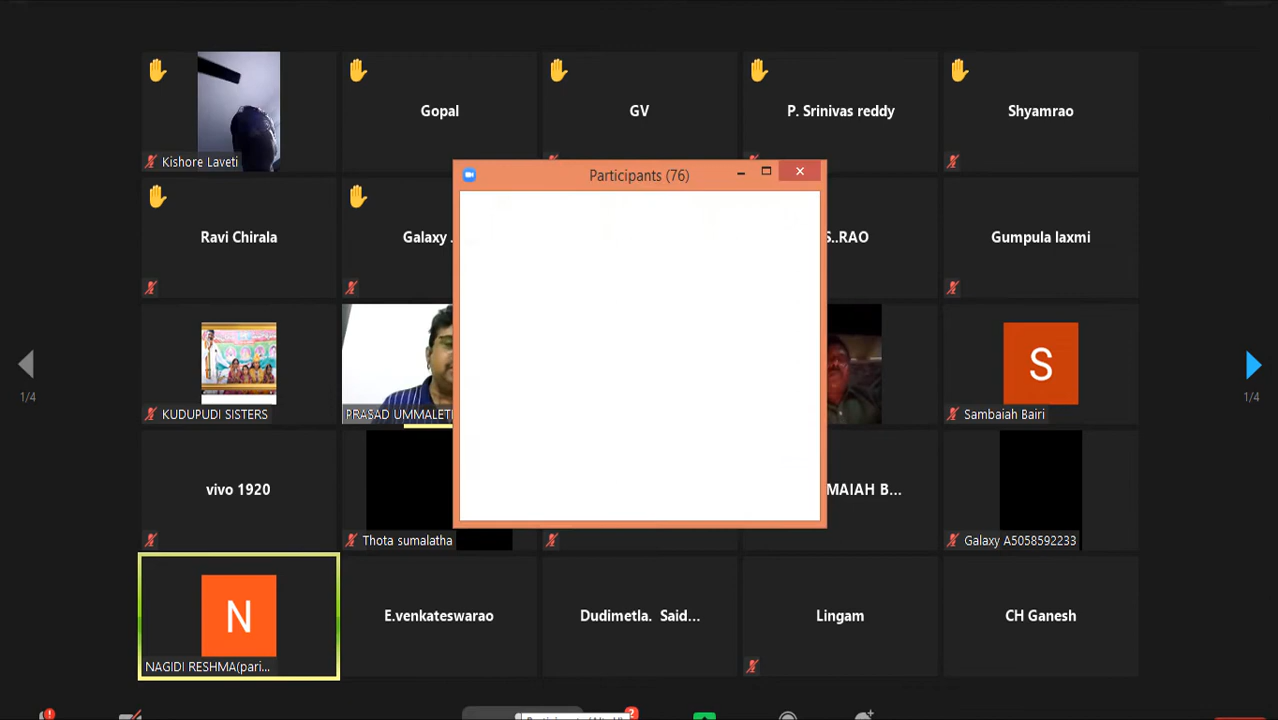 Kishore Laveti
Gopal
GV
P. Srinivas reddy
Shyamrao
Participants (76)
Ravi Chirala
Galaxy
S..RAO
Gumpula laxmi
1/4
1/4
KUDUPUDI SISTERS
PRASAD UMMALETI
S
Sambaiah Bairi
vivo 1920
Thota sumalatha
MAIAH B...
Galaxy A5058592233
N
NAGIDI RESHMA(pari...
E.venkateswarao
Dudimetla. Said...
Lingam
CH Ganesh
2